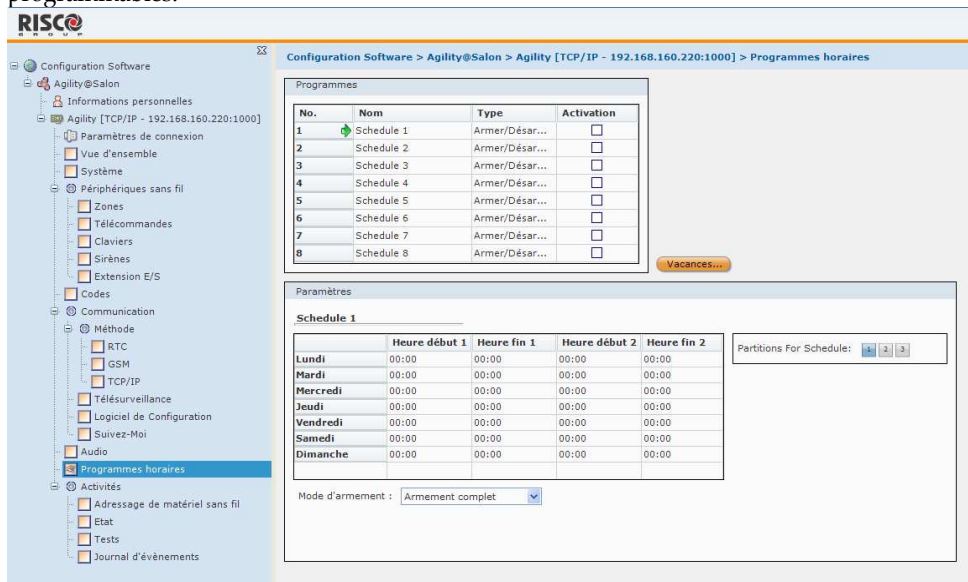 programmables.
RISCO
GROUP
Configuration Software
Agility@Salon
Informations personnelles
Agility [TCP/IP - 192.168.160.220:1000]
Paramètres de connexion
Vue d'ensemble
Système
Périphériques sans fil
Zones
Télécommandes
Claviers
Sirènes
Extension E/S
Codes
Communication
Méthode
RTC
GSM
TCP/IP
Télésurveillance
Logiciel de Configuration
Suivez-Moi
Audio
Programmes horaires
Activités
Adressage de matériel sans fil
Etat
Tests
Journal d'évènements
Configuration Software > Agility@Salon > Agility [TCP/IP - 192.168.160.220:1000] > Programmes horaires
Programmes
No. Nom Type Activation
1 Schedule 1 Armer/Désar...
2 Schedule 2 Armer/Désar...
3 Schedule 3 Armer/Désar...
4 Schedule 4 Armer/Désar...
5 Schedule 5 Armer/Désar...
6 Schedule 6 Armer/Désar...
7 Schedule 7 Armer/Désar...
8 Schedule 8 Armer/Désar...
Vacances...
Paramètres
Schedule 1
Heure début 1 Heure fin 1 Heure début 2 Heure fin 2
Lundi 00:00 00:00 00:00 00:00
Mardi 00:00 00:00 00:00 00:00
Mercredi 00:00 00:00 00:00 00:00
Jeudi 00:00 00:00 00:00 00:00
Vendredi 00:00 00:00 00:00 00:00
Samedi 00:00 00:00 00:00 00:00
Dimanche 00:00 00:00 00:00 00:00
Partitions For Schedule: 1 2 3
Mode d'armement : Armement complet